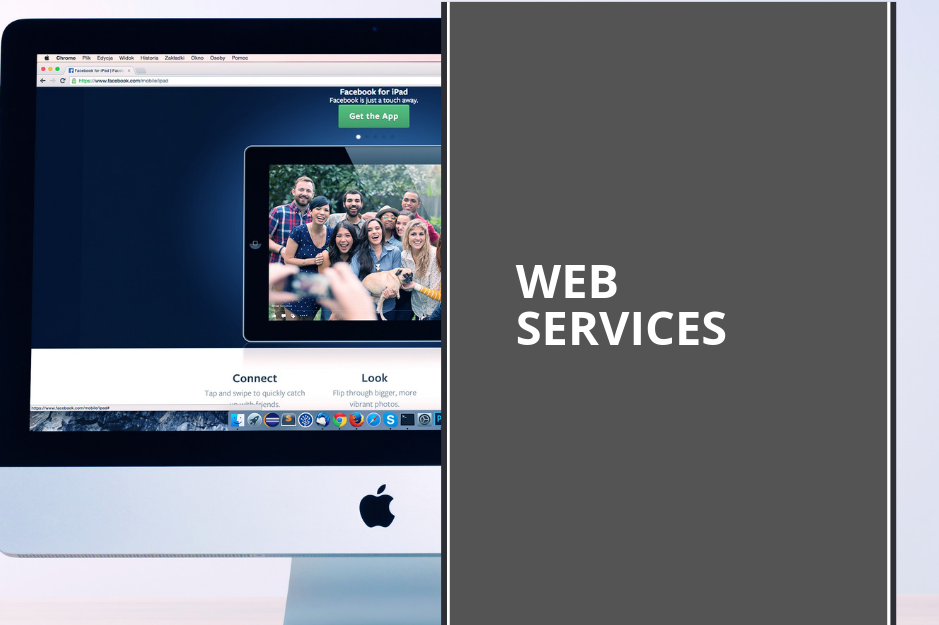 Chrome Plik Edycja Widok Historia Zakładki Okno Osoby Pomoc
Facebook for iPad | Face
https://www.facebook.com/mobile/ipad
Facebook for iPad
Facebook is just a touch away.
Get the App
Connect
Tap and swipe to quickly catch
up with friends.
Look
Flip through bigger, more
vibrant photos.
https://www.facebook.com/mobile/ipad#
WEB
SERVICES